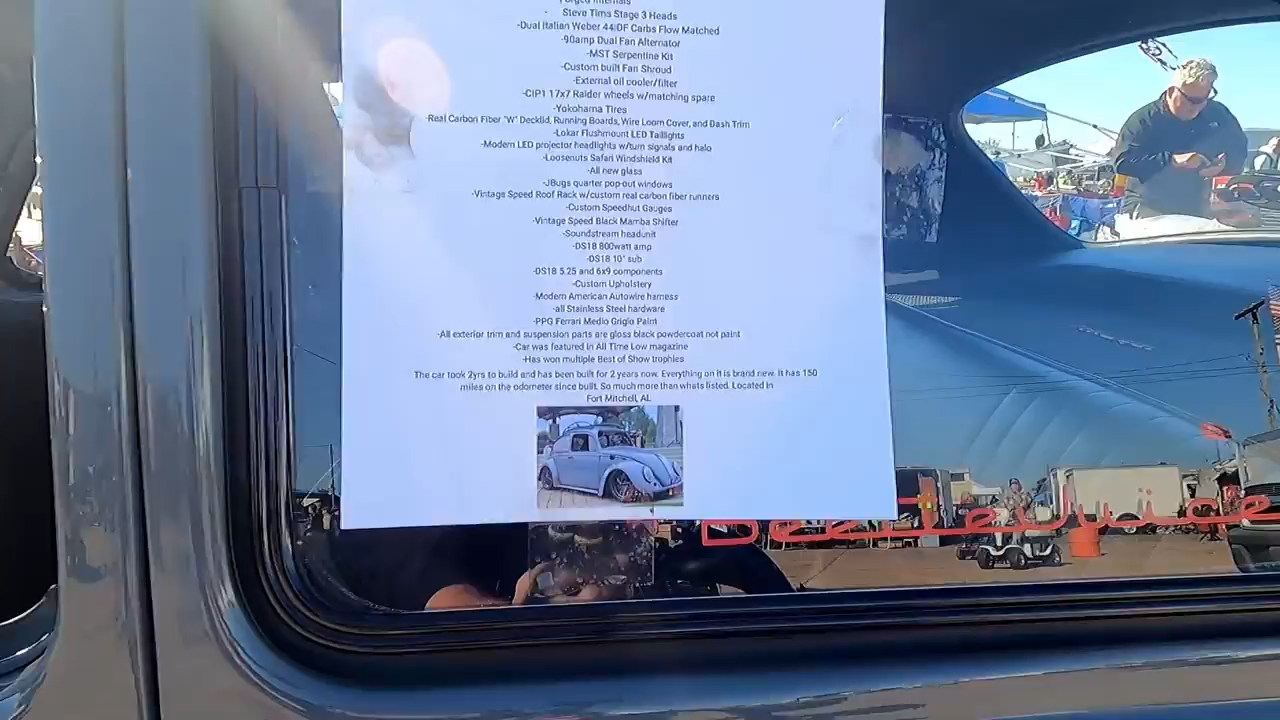 Forged Internals
- Steve Tims Stage 3 Heads
-Dual Italian Weber 44IDF Carbs Flow Matched
-90amp Dual Fan Alternator
-MST Serpentine Kit
-Custom built Fan Shroud
-External oil cooler/filter
-CIP1 17x7 Raider wheels w/matching spare
-Yokohama Tires
Real Carbon Fiber "W" Decklid, Running Boards, Wire Loom Cover, and Dash Trim
-Lokar Flushmount LED Taillights
-Modern LED projector headlights w/turn signals and halo
-Loosenuts Safari Windshield Kit
-All new glass
-JBugs quarter pop-out windows
-Vintage Speed Roof Rack w/custom real carbon fiber runners
-Custom Speedhut Gauges
-Vintage Speed Black Mamba Shifter
-Soundstream headunit
-DS18 800watt amp
-DS18 10" sub
-DS18 5.25 and 6x9 components
-Custom Upholstery
-Modern American Autowire harness
-all Stainless Steel hardware
-PPG Ferrari Medio Grigio Paint
-All exterior trim and suspension parts are gloss black powdercoat not paint
-Car was featured in All Time Low magazine
-Has won multiple Best of Show trophies
The car took 2yrs to build and has been built for 2 years now. Everything on it is brand new. It has 150
miles on the odometer since built. So much more than whats listed. Located in
Fort Mitchell, AL
BeetleJuice